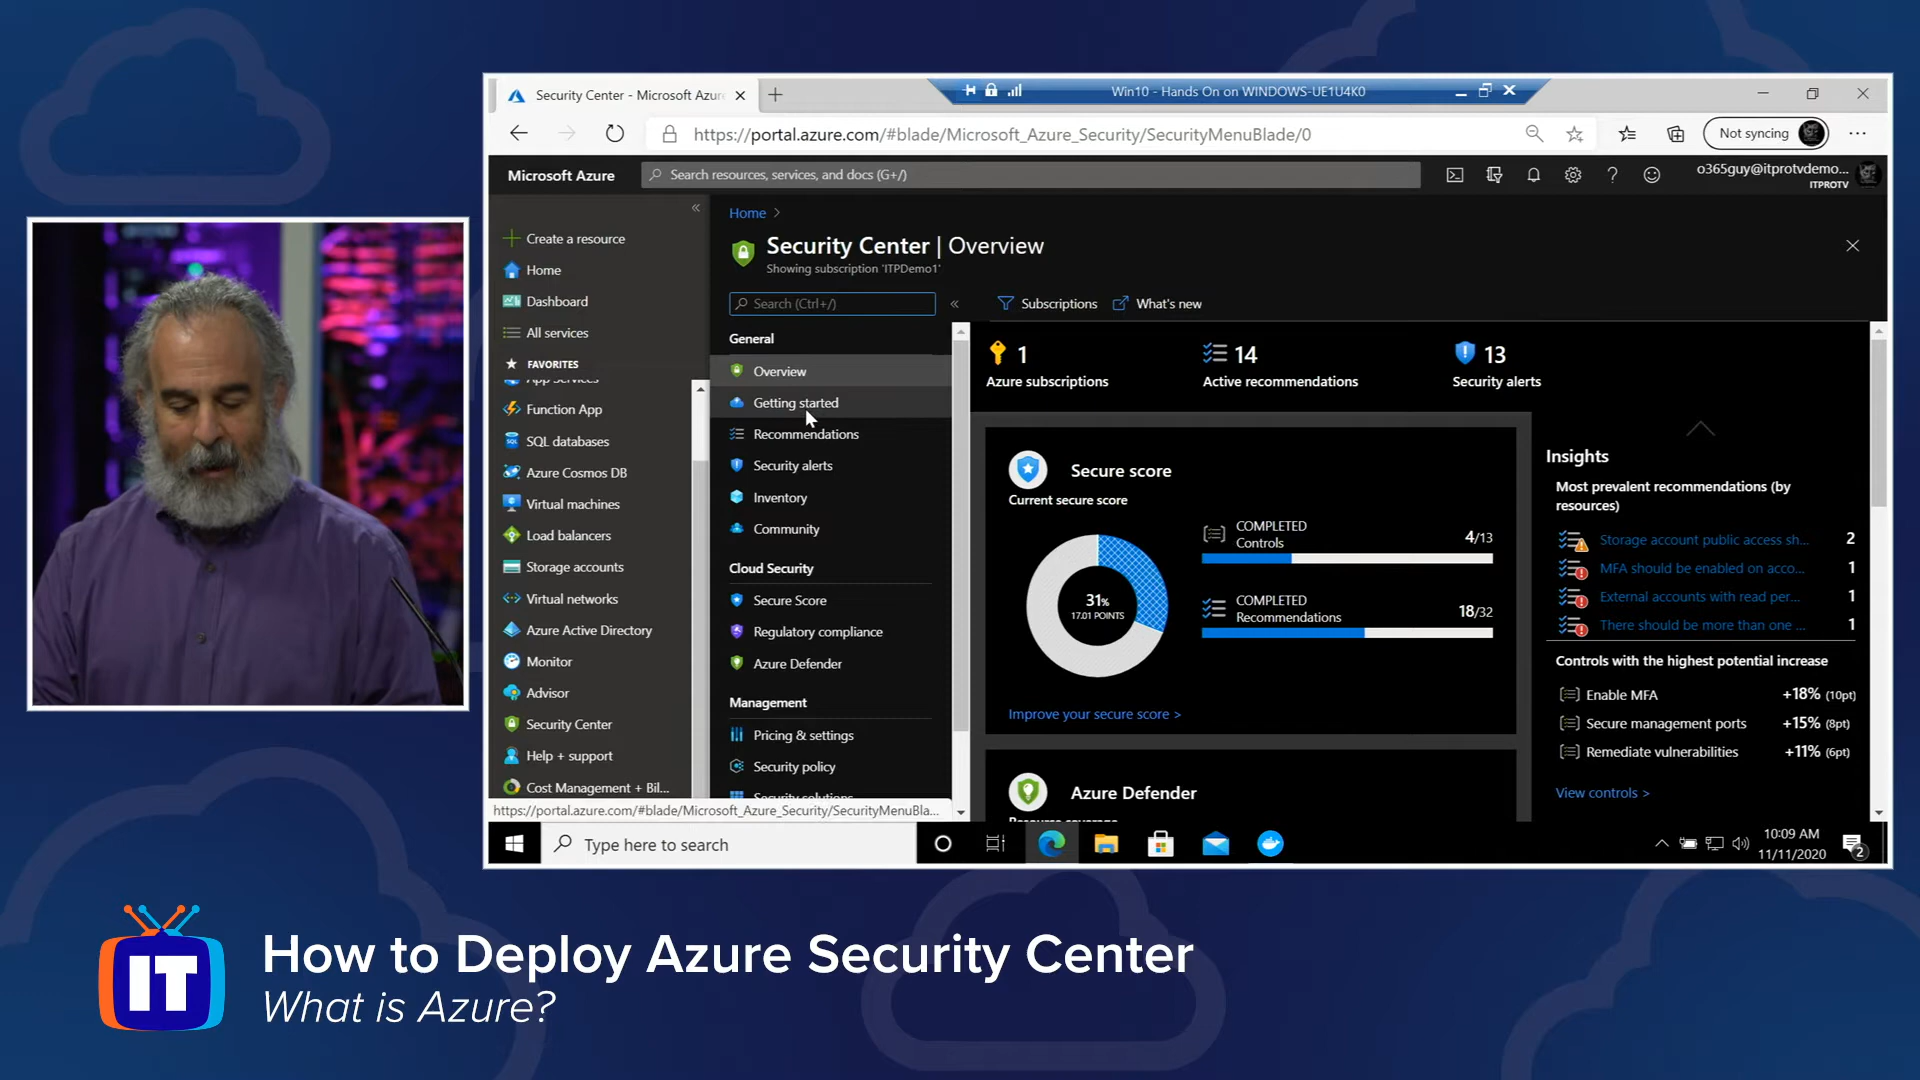 Security Center - Microsoft Azure
Win10 - Hands On on WINDOWS-UE1U4K0
https://portal.azure.com/#blade/Microsoft_Azure_Security/SecurityMenuBlade/0
Not syncing
Microsoft Azure
Search resources, services, and docs (G+/)
o365guy@itprotvdemo...
ITPROTV
Create a resource
Home
Dashboard
All services
FAVORITES
App Services
Function App
SQL databases
Azure Cosmos DB
Virtual machines
Load balancers
Storage accounts
Virtual networks
Azure Active Directory
Monitor
Advisor
Security Center
Help + support
Cost Management + Bil...
https://portal.azure.com/#blade/Microsoft_Azure_Security/SecurityMenuBla...
Home >
Security Center | Overview
Showing subscription 'ITPDemo1'
Search (Ctrl+/)
General
Overview
Getting started
Recommendations
Security alerts
Inventory
Community
Cloud Security
Secure Score
Regulatory compliance
Azure Defender
Management
Pricing & settings
Security policy
Security solutions
Subscriptions
What's new
1
Azure subscriptions
14
Active recommendations
13
Security alerts
Secure score
Current secure score
31%
17.01 POINTS
COMPLETED
Controls
4/13
COMPLETED
Recommendations
18/32
Improve your secure score >
Azure Defender
Resource coverage
Insights
Most prevalent recommendations (by
resources)
Storage account public access sh... 2
MFA should be enabled on acco... 1
External accounts with read per... 1
There should be more than one ... 1
Controls with the highest potential increase
Enable MFA +18% (10pt)
Secure management ports +15% (8pt)
Remediate vulnerabilities +11% (6pt)
View controls >
Type here to search
10:09 AM
11/11/2020
2
IT
How to Deploy Azure Security Center
What is Azure?